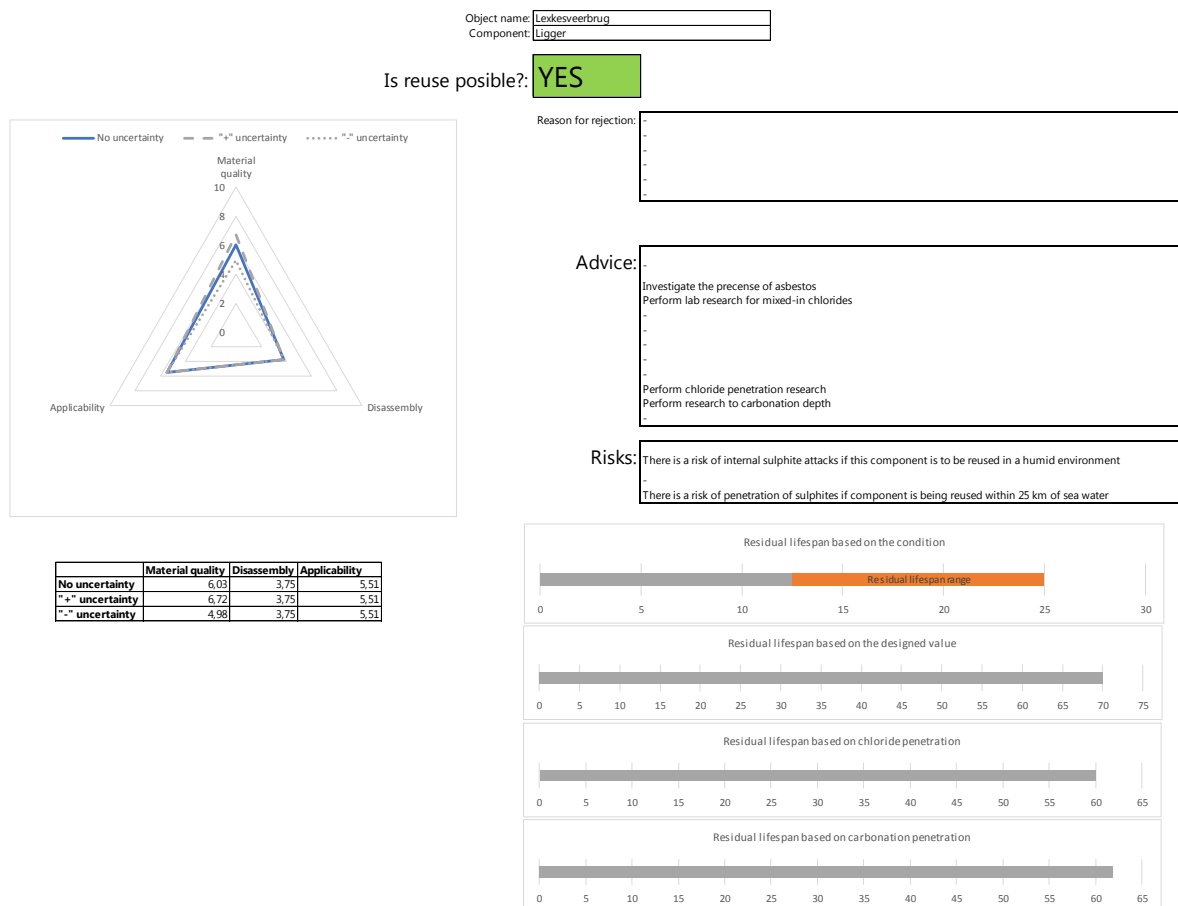 Object name: Lexkesveerbrug
Component: Ligger
Is reuse posible?: YES
No uncertainty "+" uncertainty "-" uncertainty
Material
quality
10
8
6
4
2
0
Applicability
Disassembly
Reason for rejection: -
-
-
-
-
-
Advice: -
Investigate the precense of asbestos
Perform lab research for mixed-in chlorides
-
-
-
-
-
Perform chloride penetration research
Perform research to carbonation depth
-
Risks: There is a risk of internal sulphite attacks if this component is to be reused in a humid environment
-
There is a risk of penetration of sulphites if component is being reused within 25 km of sea water
Material quality Disassembly Applicability
No uncertainty 6,03 3,75 5,51
"+" uncertainty 6,72 3,75 5,51
"-" uncertainty 4,98 3,75 5,51
Residual lifespan based on the condition
Residual lifespan range
0 5 10 15 20 25 30
Residual lifespan based on the designed value
0 5 10 15 20 25 30 35 40 45 50 55 60 65 70 75
Residual lifespan based on chloride penetration
0 5 10 15 20 25 30 35 40 45 50 55 60 65
Residual lifespan based on carbonation penetration
0 5 10 15 20 25 30 35 40 45 50 55 60 65